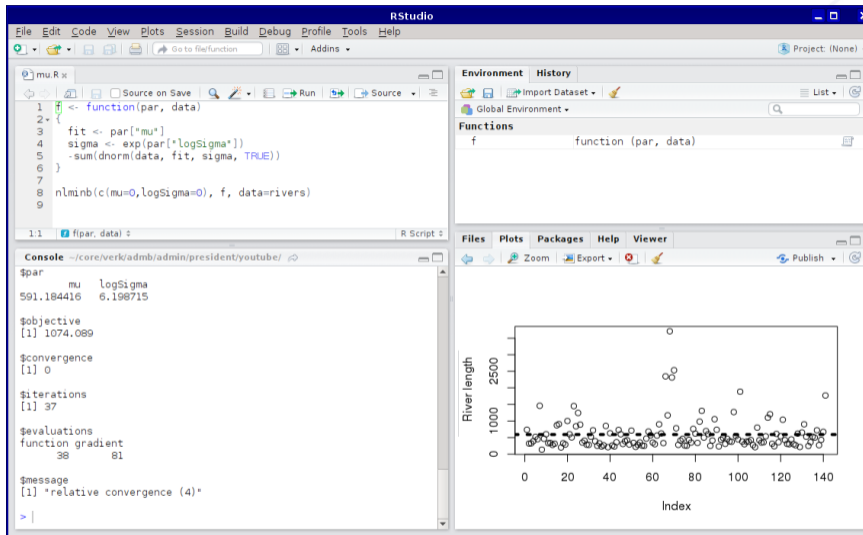 RStudio
File Edit Code View Plots Session Build Debug Profile Tools Help
Go to file/function Addins Project: (None)
mu.R
Source on Save Run Source
1 f <- function(par, data)
2 {
3 fit <- par["mu"]
4 sigma <- exp(par["logSigma"])
5 -sum(dnorm(data, fit, sigma, TRUE))
6 }
7
8 nlminb(c(mu=0,logSigma=0), f, data=rivers)
9
1:1 f(par, data) R Script
Console ~/core/verk/admb/admin/president/youtube/
$par
mu logSigma
591.184416 6.198715
$objective
[1] 1074.089
$convergence
[1] 0
$iterations
[1] 37
$evaluations
function gradient
38 81
$message
[1] "relative convergence (4)"
>
Environment History
Import Dataset List
Global Environment
Functions
f function (par, data)
Files Plots Packages Help Viewer
Zoom Export Publish
River length
2500
1000
0
0 20 40 60 80 100 120 140
Index